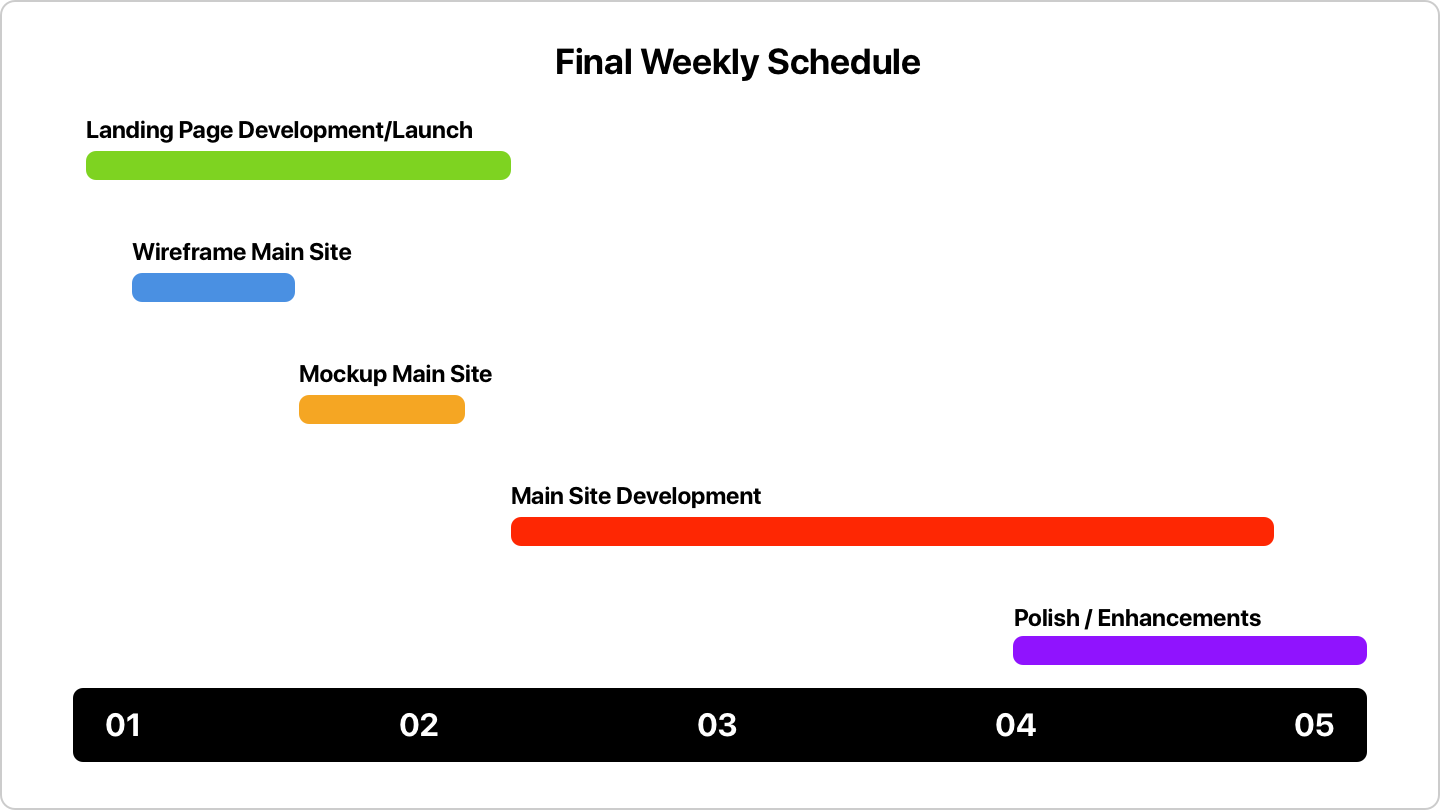 Final Weekly Schedule
Landing Page Development/Launch
Wireframe Main Site
Mockup Main Site
Main Site Development
Polish / Enhancements
01 02 03 04 05